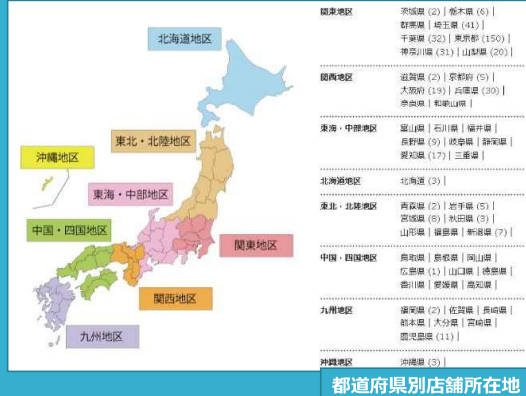 北海道地区
東北・北陸地区
沖縄地区
東海・中部地区
中国・四国地区
関東地区
関西地区
九州地区
関東地区 茨城県 (2) | 栃木県 (6) |
群馬県 | 埼玉県 (41) |
千葉県 (32) | 東京都 (150) |
神奈川県 (31) | 山梨県 (20) |
関西地区 滋賀県 (2) | 京都府 (5) |
大阪府 (19) | 兵庫県 (30) |
奈良県 | 和歌山県 |
東海・中部地区 富山県 | 石川県 | 福井県 |
長野県 (9) | 岐阜県 | 静岡県 |
愛知県 (17) | 三重県 |
北海道地区 北海道 (3) |
東北・北陸地区 青森県 (2) | 岩手県 (5) |
宮城県 (8) | 秋田県 (3) |
山形県 | 福島県 | 新潟県 (7) |
中国・四国地区 鳥取県 | 島根県 | 岡山県 |
広島県 (1) | 山口県 | 徳島県 |
香川県 | 愛媛県 | 高知県 |
九州地区 福岡県 (2) | 佐賀県 | 長崎県 |
熊本県 | 大分県 | 宮崎県 |
鹿児島県 (11) |
沖縄地区 沖縄県 (3) |
都道府県別店舗所在地